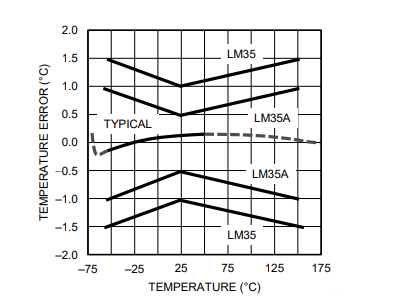 2.0
1.5
LM35
1.0
0.5
LM35A
TYPICAL
0.0
TEMPERATURE ERROR (°C)
−0.5
LM35A
−1.0
−1.5
LM35
−2.0
−75 −25 25 75 125 175
TEMPERATURE (°C)